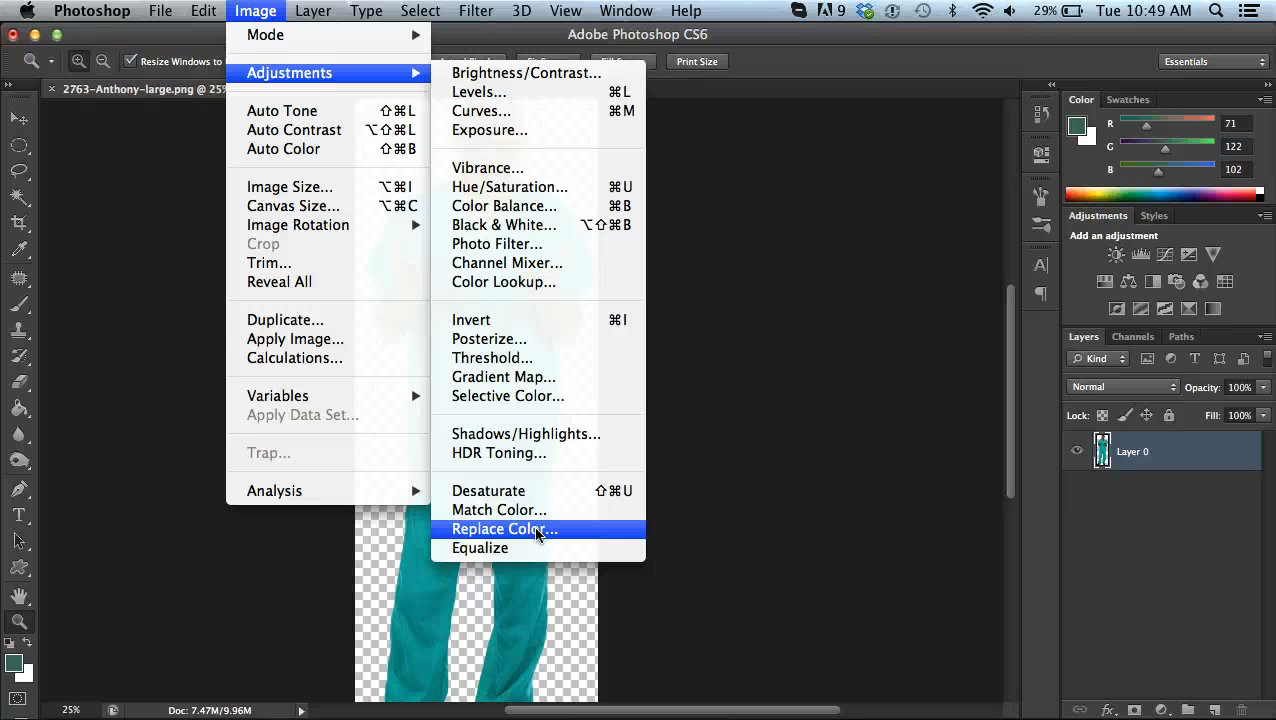 Photoshop File Edit Image Layer Type Select Filter 3D View Window Help 9 29% Tue 10:49 AM
Adobe Photoshop CS6
Resize Windows to
Print Size
Essentials
2763-Anthony-large.png @ 25%
Mode
Adjustments
Auto Tone ⇧⌘L
Auto Contrast ⌥⇧⌘L
Auto Color ⇧⌘B
Image Size... ⌥⌘I
Canvas Size... ⌥⌘C
Image Rotation
Crop
Trim...
Reveal All
Duplicate...
Apply Image...
Calculations...
Variables
Apply Data Set...
Trap...
Analysis
Brightness/Contrast...
Levels... ⌘L
Curves... ⌘M
Exposure...
Vibrance...
Hue/Saturation... ⌘U
Color Balance... ⌘B
Black & White... ⌥⇧⌘B
Photo Filter...
Channel Mixer...
Color Lookup...
Invert ⌘I
Posterize...
Threshold...
Gradient Map...
Selective Color...
Shadows/Highlights...
HDR Toning...
Desaturate ⇧⌘U
Match Color...
Replace Color...
Equalize
Color Swatches
R 71
G 122
B 102
Adjustments Styles
Add an adjustment
Layers Channels Paths
Kind
Normal Opacity: 100%
Lock: Fill: 100%
Layer 0
25% Doc: 7.47M/9.96M